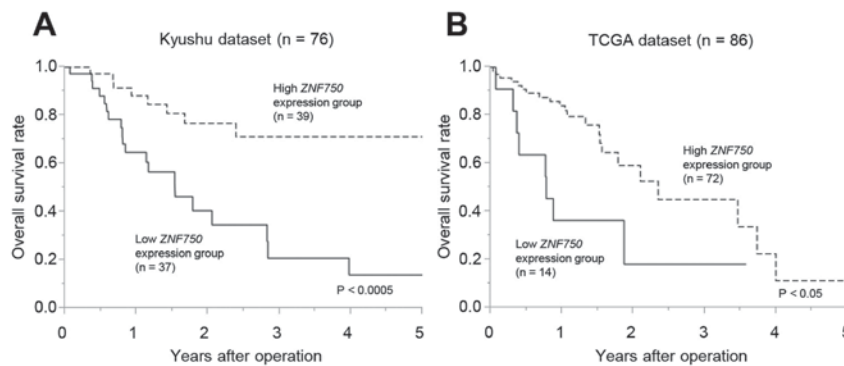 A
Kyushu dataset (n = 76)
Overall survival rate
1.0
0.8
0.6
0.4
0.2
0.0
High ZNF750
expression group
(n = 39)
Low ZNF750
expression group
(n = 37)
P < 0.0005
0 1 2 3 4 5
Years after operation
B
TCGA dataset (n = 86)
Overall survival rate
1.0
0.8
0.6
0.4
0.2
0.0
High ZNF750
expression group
(n = 72)
Low ZNF750
expression group
(n = 14)
P < 0.05
0 1 2 3 4 5
Years after operation